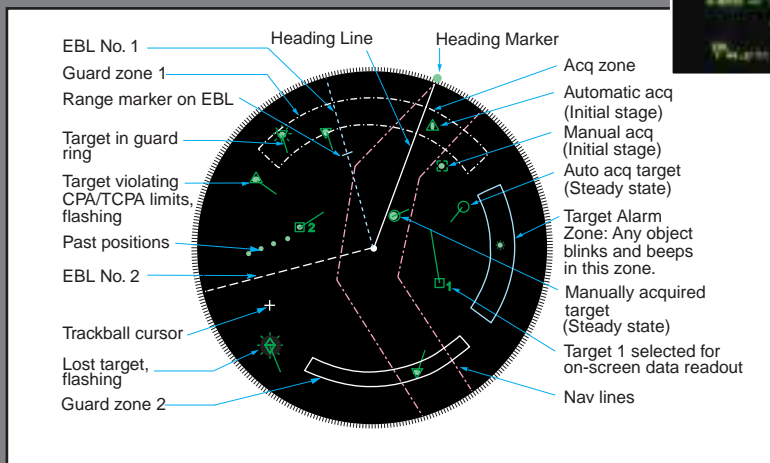 EBL No. 1
Guard zone 1
Range marker on EBL
Target in guard
ring
Target violating
CPA/TCPA limits,
flashing
Past positions
EBL No. 2
Trackball cursor
Lost target,
flashing
Guard zone 2
Heading Line
Heading Marker
Acq zone
Automatic acq
(Initial stage)
Manual acq
(Initial stage)
Auto acq target
(Steady state)
Target Alarm
Zone: Any object
blinks and beeps
in this zone.
Manually acquired
target
(Steady state)
Target 1 selected for
on-screen data readout
Nav lines
2
1